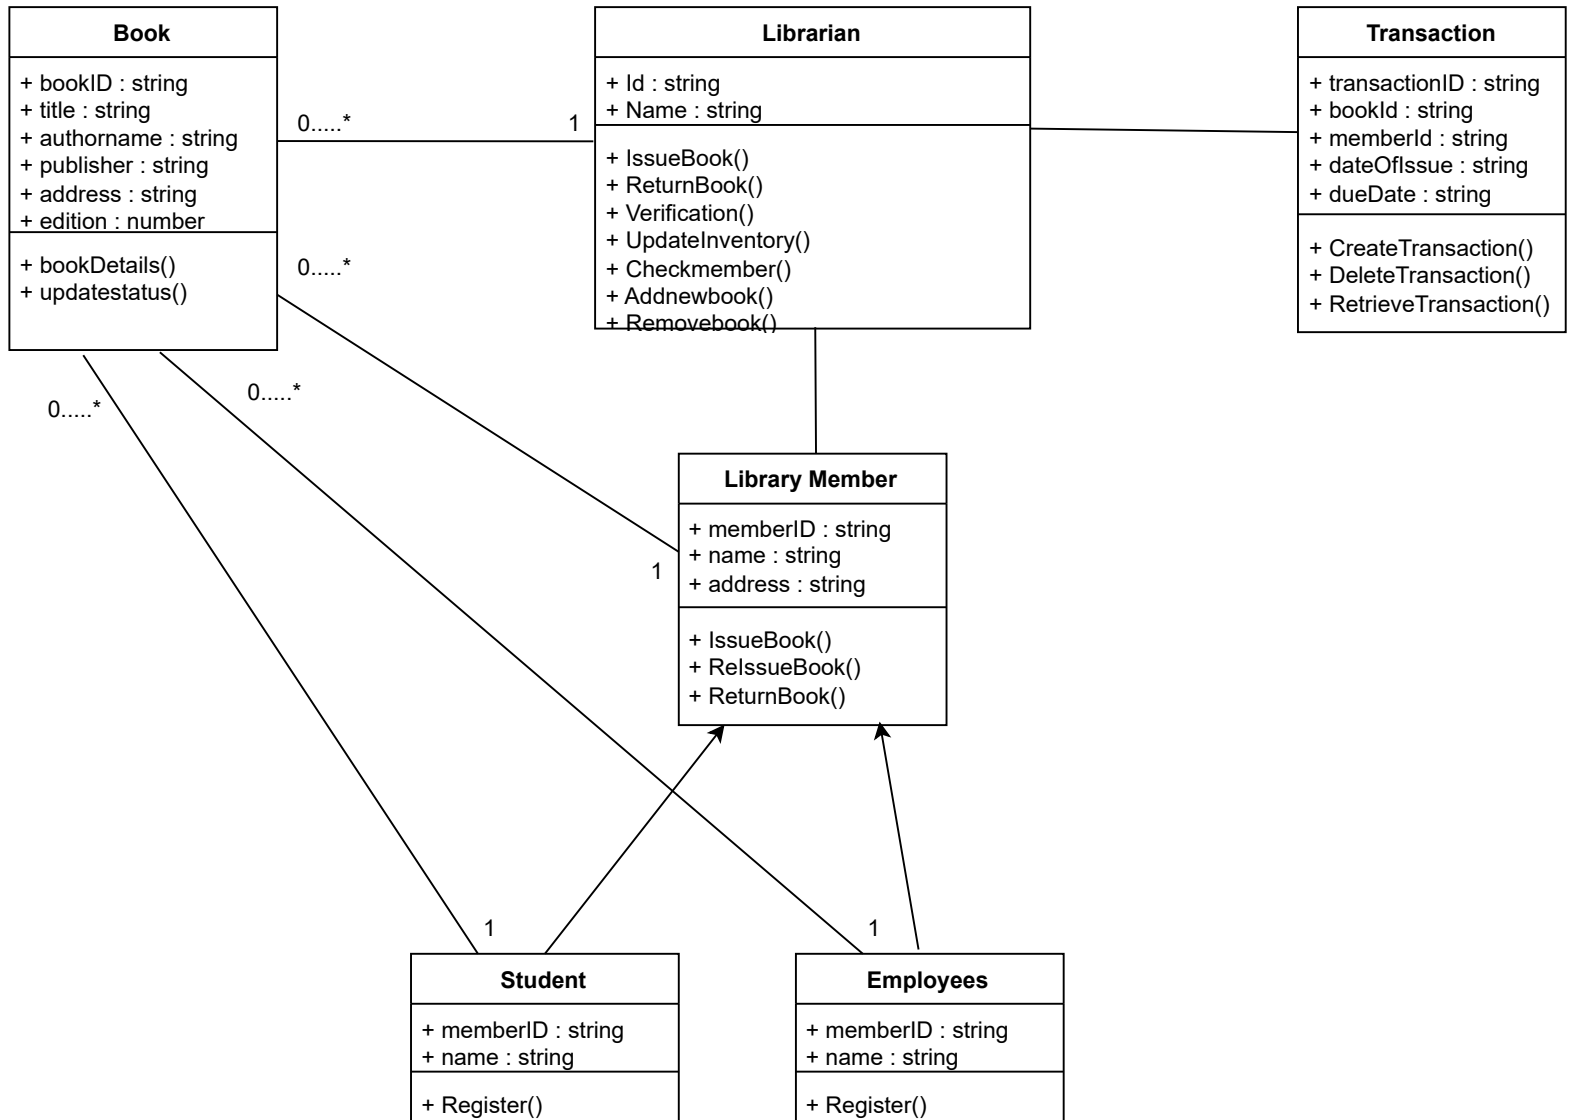 Book
+ bookID : string
+ title : string
+ authorname : string
+ publisher : string
+ address : string
+ edition : number
+ bookDetails()
+ updatestatus()
0.....*
1
Librarian
+ Id : string
+ Name : string
+ IssueBook()
+ ReturnBook()
+ Verification()
+ UpdateInventory()
+ Checkmember()
+ Addnewbook()
+ Removebook()
Transaction
+ transactionID : string
+ bookId : string
+ memberId : string
+ dateOfIssue : string
+ dueDate : string
+ CreateTransaction()
+ DeleteTransaction()
+ RetrieveTransaction()
0.....*
0.....*
0.....*
1
Library Member
+ memberID : string
+ name : string
+ address : string
+ IssueBook()
+ ReIssueBook()
+ ReturnBook()
1
Student
+ memberID : string
+ name : string
+ Register()
1
Employees
+ memberID : string
+ name : string
+ Register()